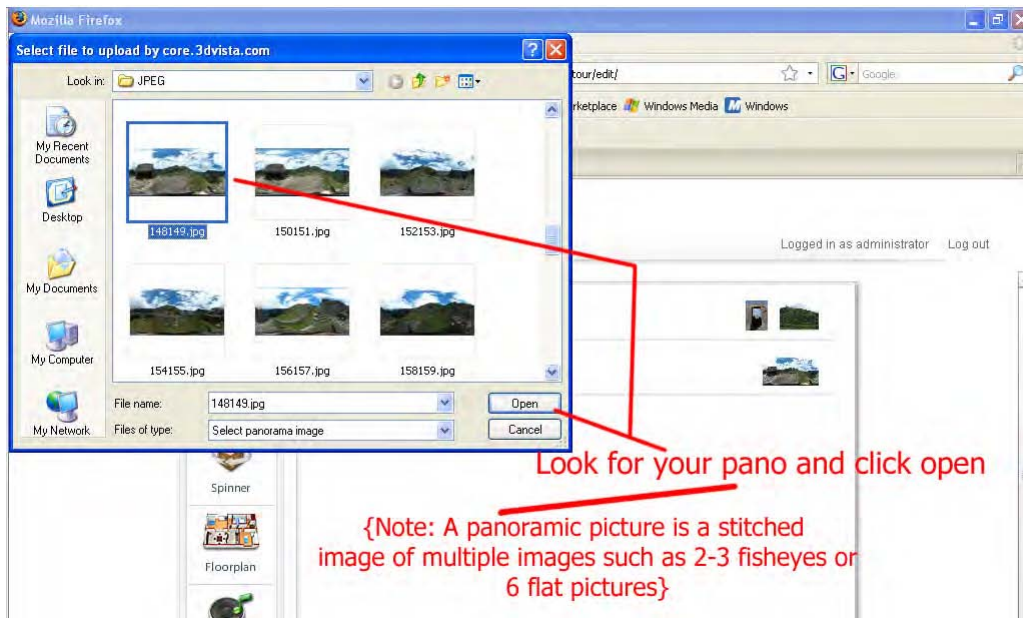 Mozilla Firefox
Select file to upload by core.3dvista.com
Look in: JPEG
tour/edit/
G Google
rketplace Windows Media Windows
My Recent
Documents
Desktop
My Documents
My Computer
My Network
148149.jpg 150151.jpg 152153.jpg
154155.jpg 156157.jpg 158159.jpg
File name: 148149.jpg Open
Files of type: Select panorama image Cancel
Logged in as administrator Log out
Look for your pano and click open
{Note: A panoramic picture is a stitched
image of multiple images such as 2-3 fisheyes or
6 flat pictures}
Spinner
Floorplan